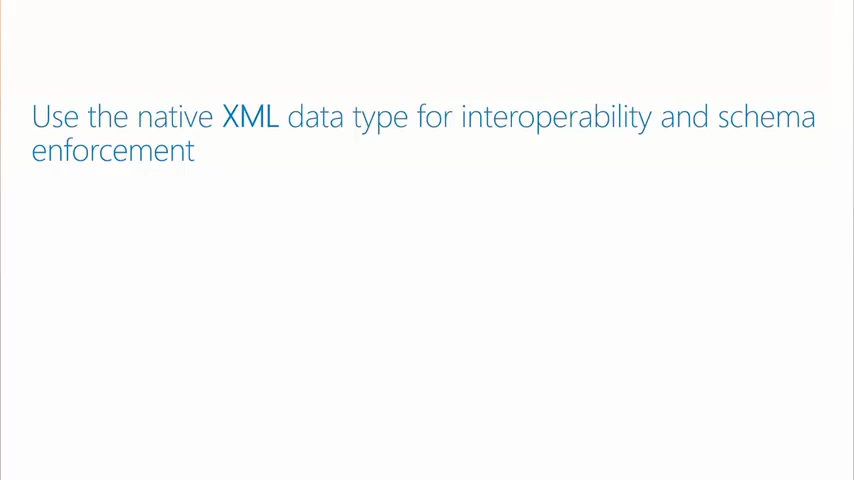 Use the native XML data type for interoperability and schema
enforcement